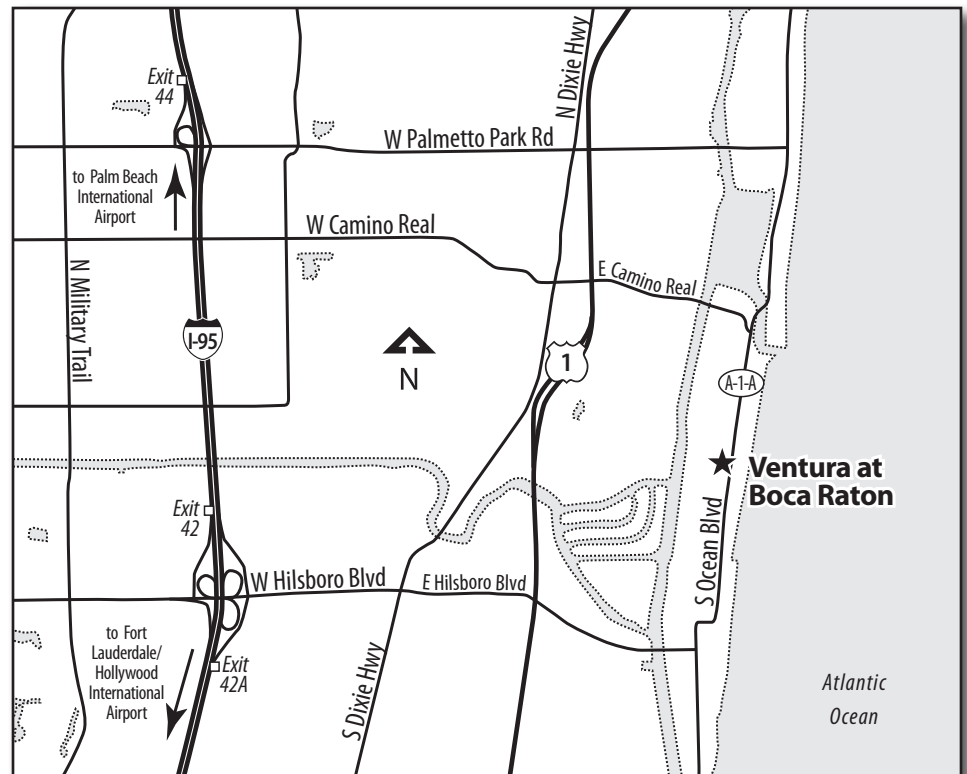 N Dixie Hwy
Exit
44
W Palmetto Park Rd
to Palm Beach
International
Airport
W Camino Real
E Camino Real
N Military Trail
I-95
N
1
A-1-A
Ventura at
Boca Raton
Exit
42
S Ocean Blvd
W Hilsboro Blvd
E Hilsboro Blvd
to Fort
Lauderdale/
Hollywood
International
Airport
Exit
42A
S Dixie Hwy
Atlantic
Ocean